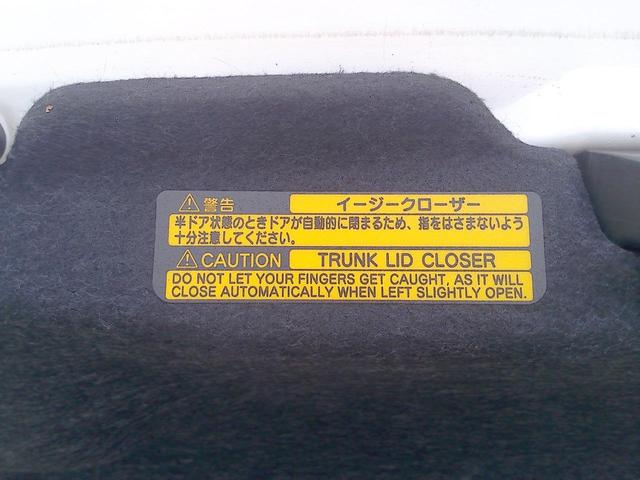 ⚠警告 イージークローザー
半ドア状態のときドアが自動的に閉まるため、指をはさまないよう
十分注意してください。
⚠CAUTION TRUNK LID CLOSER
DO NOT LET YOUR FINGERS GET CAUGHT, AS IT WILL
CLOSE AUTOMATICALLY WHEN LEFT SLIGHTLY OPEN.